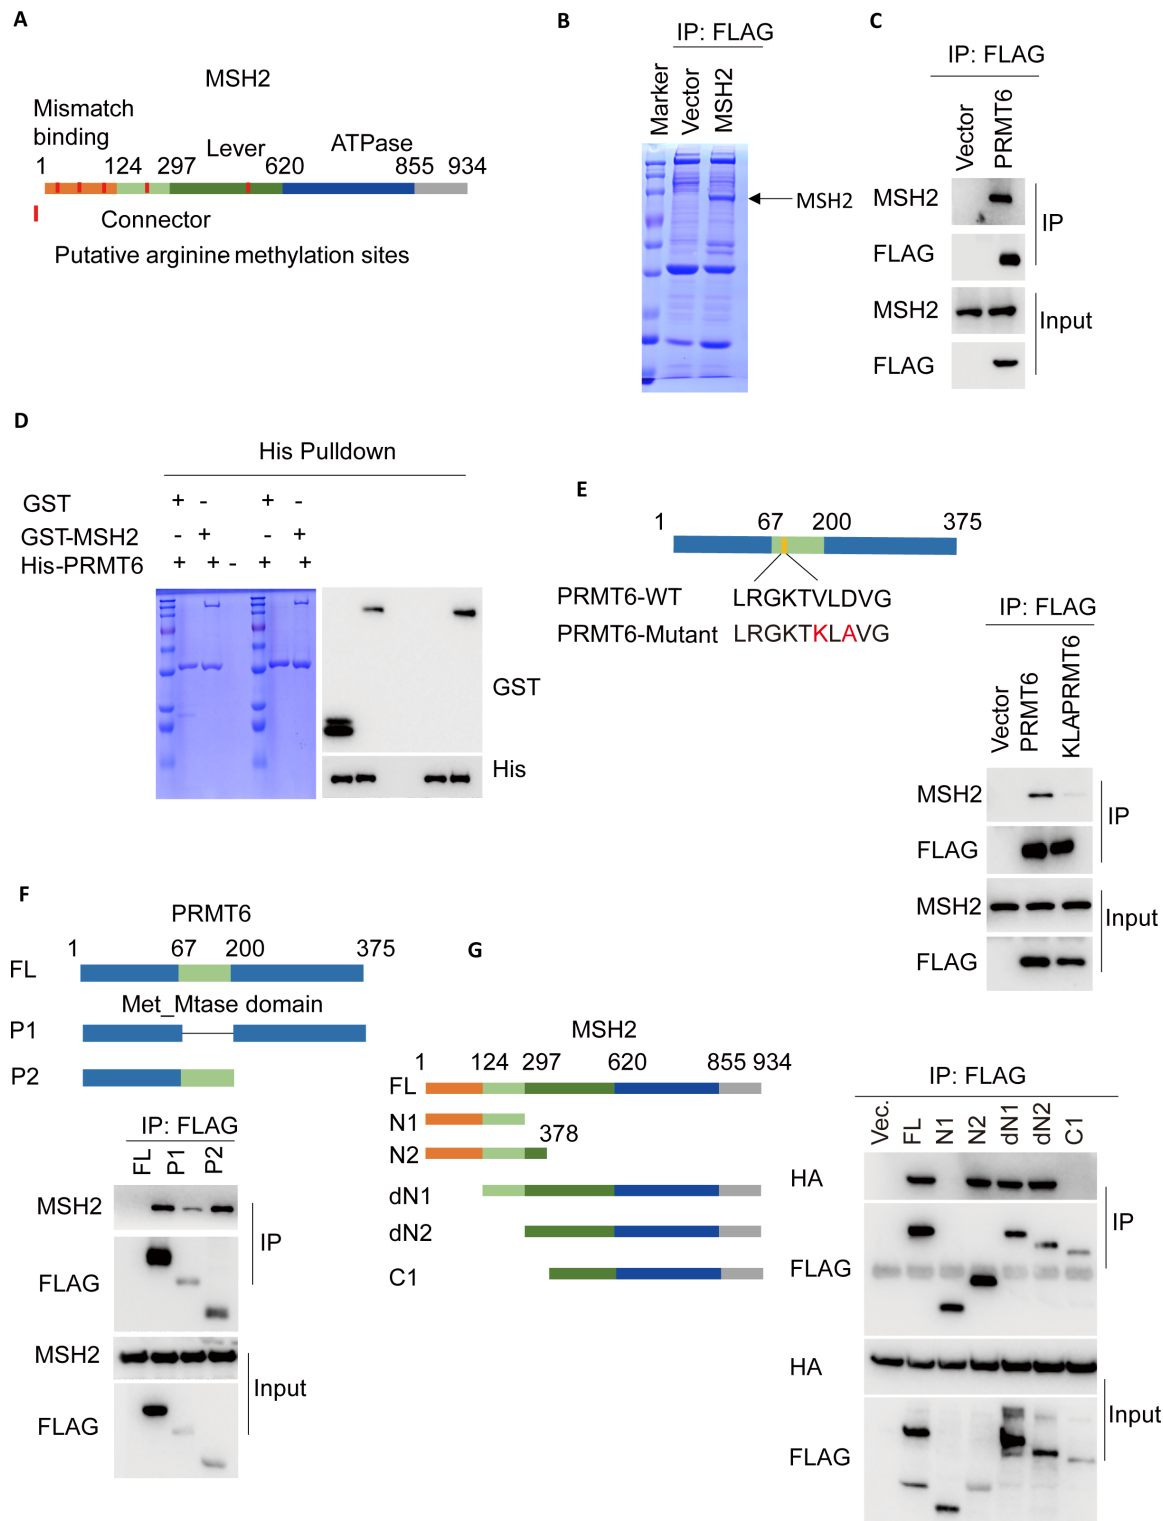 A
MSH2
Mismatch
binding
Lever
ATPase
1 124 297 620 855 934
Connector
Putative arginine methylation sites
B
IP: FLAG
Marker
Vector
MSH2
MSH2
C
IP: FLAG
Vector
PRMT6
MSH2
FLAG
IP
MSH2
FLAG
Input
D
His Pulldown
GST + - + -
GST-MSH2 - + - +
His-PRMT6 + + - + +
GST
His
E
1 67 200 375
PRMT6-WT LRGKTVLDVG
PRMT6-Mutant LRGKTKLAVG
IP: FLAG
Vector
PRMT6
KLAPRMT6
MSH2
FLAG
IP
MSH2
FLAG
Input
F
PRMT6
1 67 200 375
FL
Met_Mtase domain
P1
P2
IP: FLAG
FL
P1
P2
MSH2
FLAG
IP
MSH2
FLAG
Input
G
MSH2
1 124 297 620 855 934
FL
N1
378
N2
dN1
dN2
C1
IP: FLAG
Vec.
FL
N1
N2
dN1
dN2
C1
HA
FLAG
IP
HA
FLAG
Input